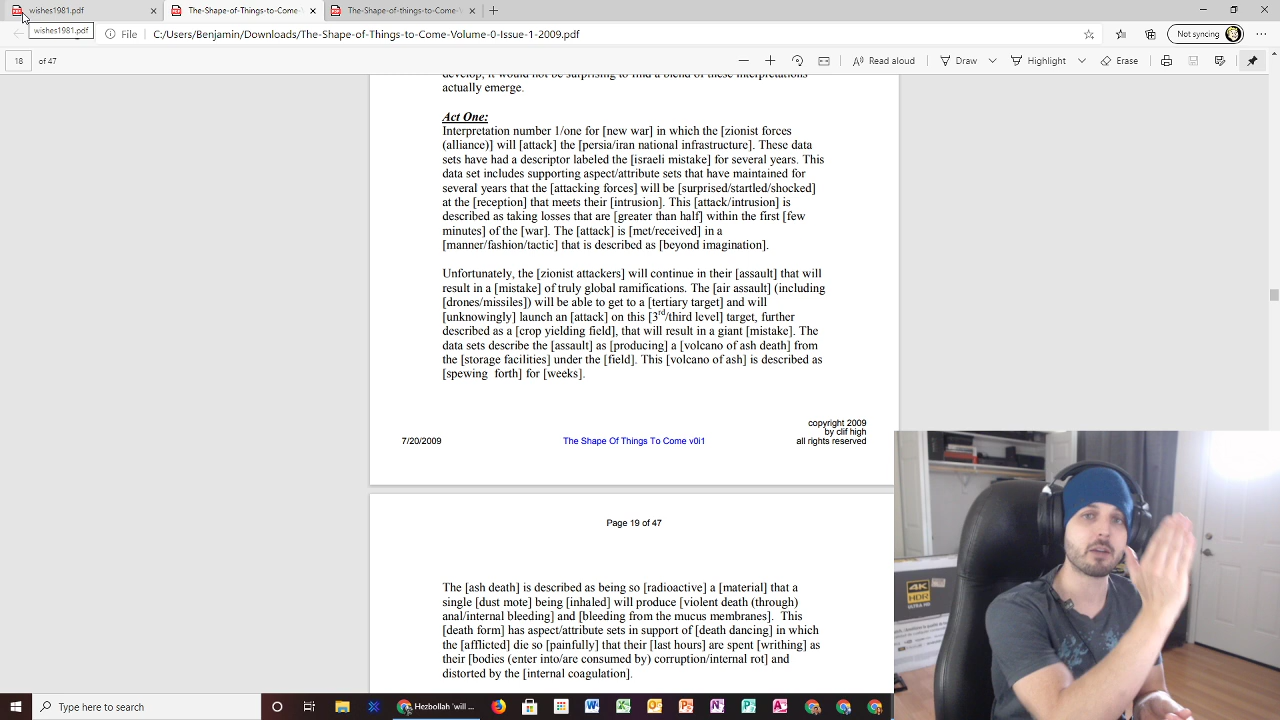 wishes1981.pdf
The-Shape-of-Things-to-Come-
The-Shape-of-things-to-Come-
wishes1981.pdf
File
C:/Users/Benjamin/Downloads/The-Shape-of-Things-to-Come-Volume-0-Issue-1-2009.pdf
Not syncing
18 of 47
Read aloud
Draw
Highlight
Erase
develop, it would not be surprising to find a blend of these interpretations
actually emerge.
Act One:
Interpretation number 1/one for [new war] in which the [zionist forces
(alliance)] will [attack] the [persia/iran national infrastructure]. These data
sets have had a descriptor labeled the [israeli mistake] for several years. This
data set includes supporting aspect/attribute sets that have maintained for
several years that the [attacking forces] will be [surprised/startled/shocked]
at the [reception] that meets their [intrusion]. This [attack/intrusion] is
described as taking losses that are [greater than half] within the first [few
minutes] of the [war]. The [attack] is [met/received] in a
[manner/fashion/tactic] that is described as [beyond imagination].
Unfortunately, the [zionist attackers] will continue in their [assault] that will
result in a [mistake] of truly global ramifications. The [air assault] (including
[drones/missiles]) will be able to get to a [tertiary target] and will
[unknowingly] launch an [attack] on this [3rd/third level] target, further
described as a [crop yielding field], that will result in a giant [mistake]. The
data sets describe the [assault] as [producing] a [volcano of ash death] from
the [storage facilities] under the [field]. This [volcano of ash] is described as
[spewing forth] for [weeks].
copyright 2009
by clif high
7/20/2009 The Shape Of Things To Come v0i1 all rights reserved
Page 19 of 47
The [ash death] is described as being so [radioactive] a [material] that a
single [dust mote] being [inhaled] will produce [violent death (through)
anal/internal bleeding] and [bleeding from the mucus membranes]. This
[death form] has aspect/attribute sets in support of [death dancing] in which
the [afflicted] die so [painfully] that their [last hours] are spent [writhing] as
their [bodies (enter into/are consumed by) corruption/internal rot] and
distorted by the [internal coagulation].
4K
HDR
ULTRA HD
Type here to search
Hezbollah 'will ...